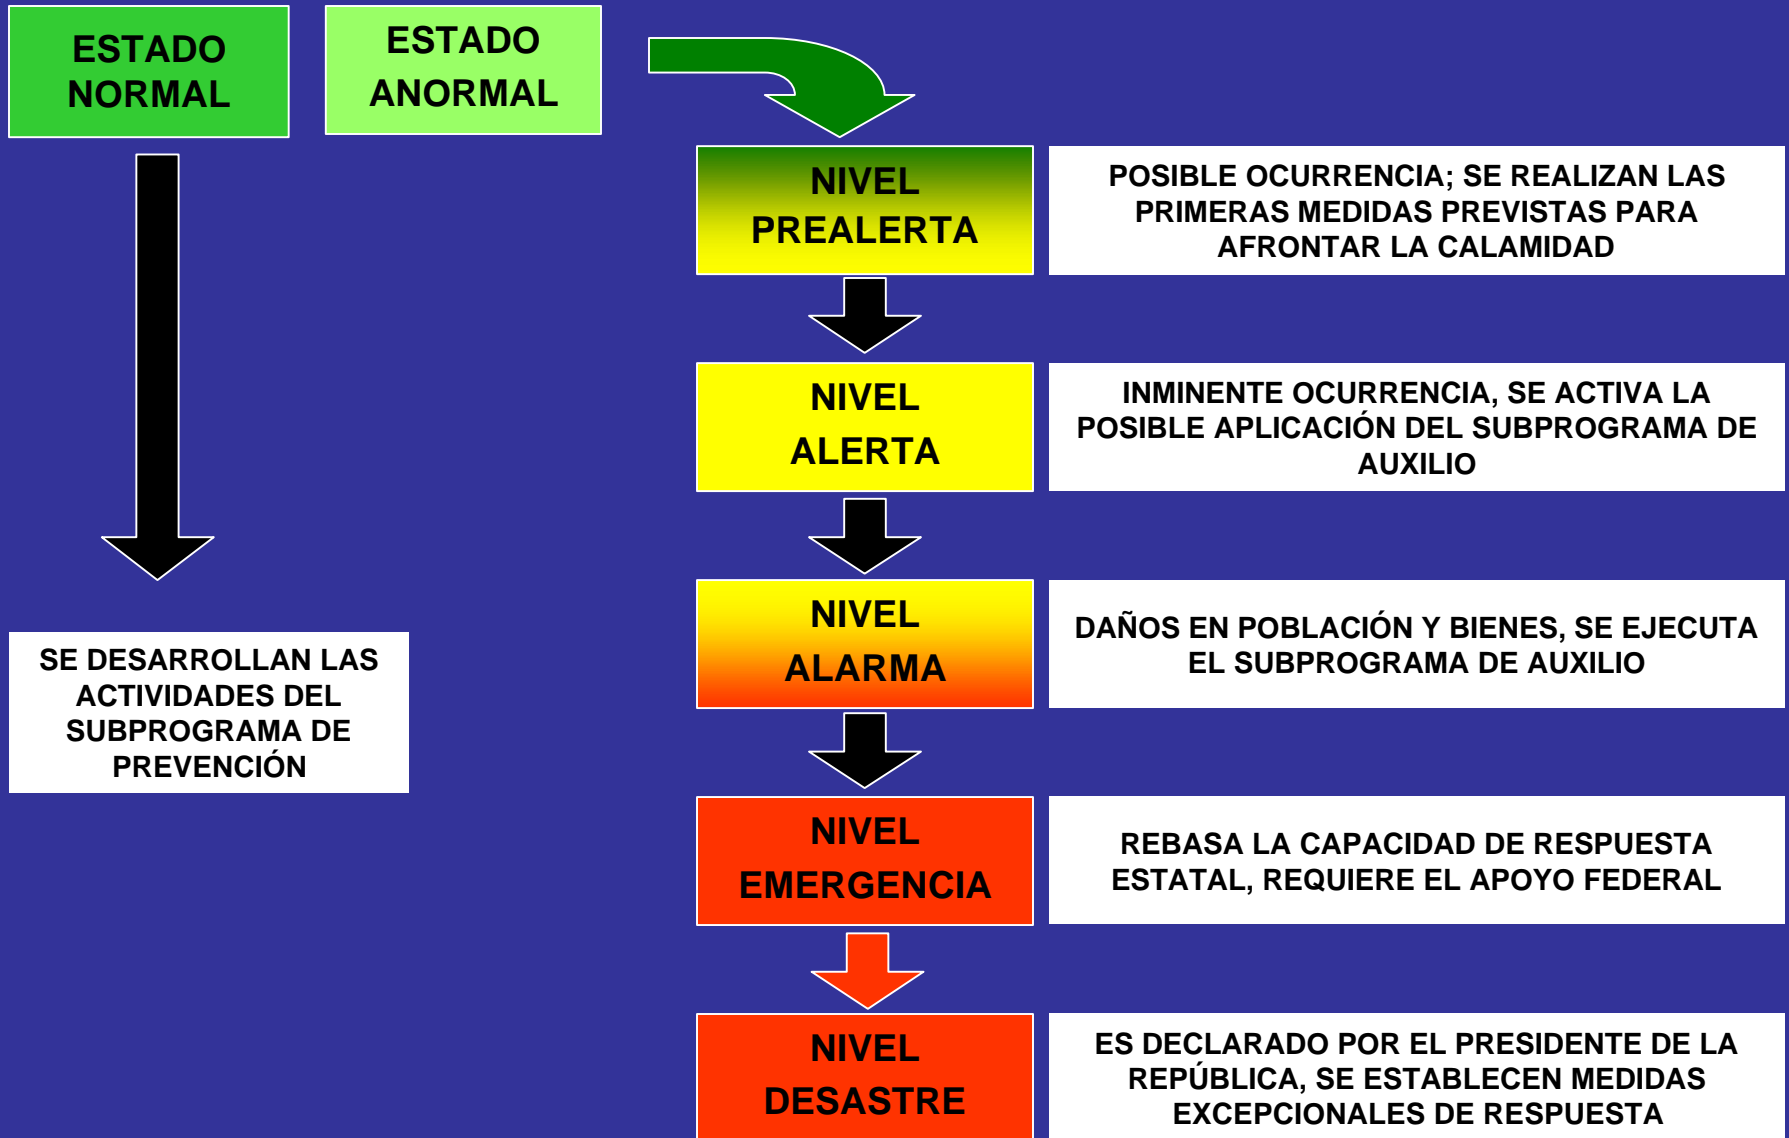 ESTADO
NORMAL
ESTADO
ANORMAL
NIVEL
PREALERTA
POSIBLE OCURRENCIA; SE REALIZAN LAS
PRIMERAS MEDIDAS PREVISTAS PARA
AFRONTAR LA CALAMIDAD
NIVEL
ALERTA
INMINENTE OCURRENCIA, SE ACTIVA LA
POSIBLE APLICACIÓN DEL SUBPROGRAMA DE
AUXILIO
NIVEL
ALARMA
DAÑOS EN POBLACIÓN Y BIENES, SE EJECUTA
EL SUBPROGRAMA DE AUXILIO
SE DESARROLLAN LAS
ACTIVIDADES DEL
SUBPROGRAMA DE
PREVENCIÓN
NIVEL
EMERGENCIA
REBASA LA CAPACIDAD DE RESPUESTA
ESTATAL, REQUIERE EL APOYO FEDERAL
NIVEL
DESASTRE
ES DECLARADO POR EL PRESIDENTE DE LA
REPÚBLICA, SE ESTABLECEN MEDIDAS
EXCEPCIONALES DE RESPUESTA